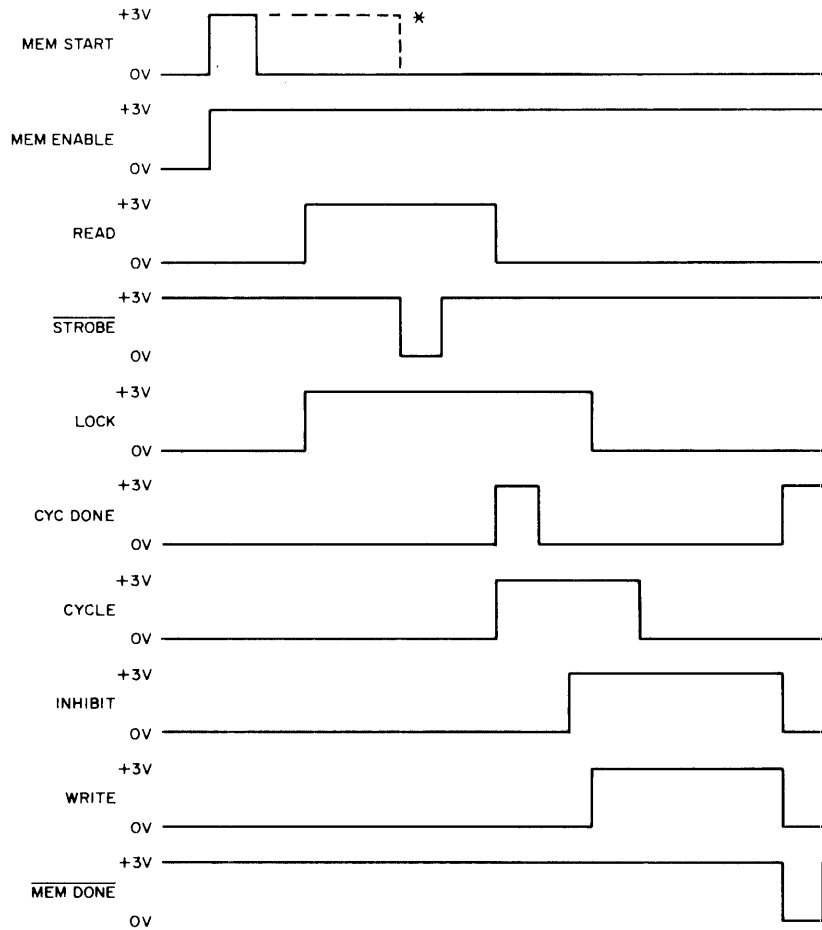 +3V
*
MEM START
0V
+3V
MEM ENABLE
0V
+3V
READ
0V
+3V
STROBE
0V
+3V
LOCK
0V
+3V
CYC DONE
0V
+3V
CYCLE
0V
+3V
INHIBIT
0V
+3V
WRITE
0V
+3V
MEM DONE
0V